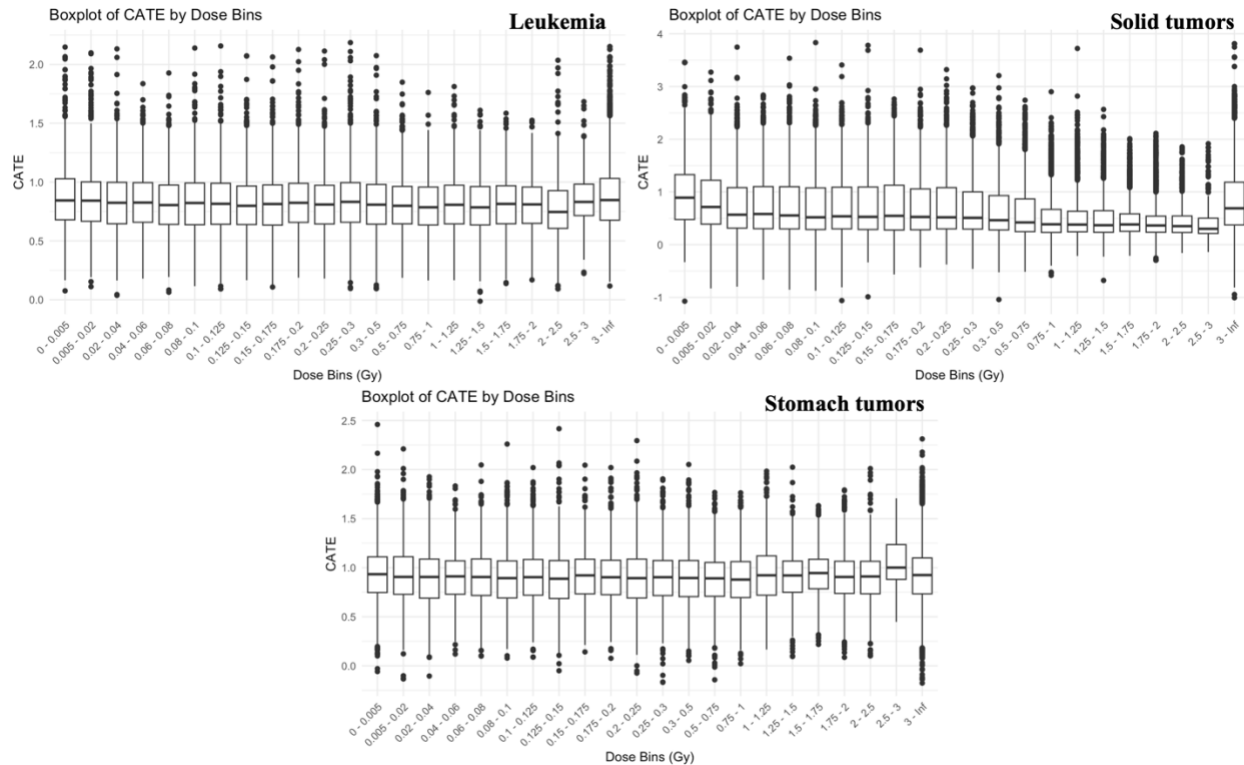 Boxplot of CATE by Dose Bins
Leukemia
CATE
2.0
1.5
1.0
0.5
0.0
0 - 0.005
0.005 - 0.02
0.02 - 0.04
0.04 - 0.06
0.06 - 0.08
0.08 - 0.1
0.1 - 0.125
0.125 - 0.15
0.15 - 0.175
0.175 - 0.2
0.2 - 0.25
0.25 - 0.3
0.3 - 0.5
0.5 - 0.75
0.75 - 1
1 - 1.25
1.25 - 1.5
1.5 - 1.75
1.75 - 2
2 - 2.5
2.5 - 3
3 - Inf
Dose Bins (Gy)
Boxplot of CATE by Dose Bins
Solid tumors
CATE
4
3
2
1
0
-1
0 - 0.005
0.005 - 0.02
0.02 - 0.04
0.04 - 0.06
0.06 - 0.08
0.08 - 0.1
0.1 - 0.125
0.125 - 0.15
0.15 - 0.175
0.175 - 0.2
0.2 - 0.25
0.25 - 0.3
0.3 - 0.5
0.5 - 0.75
0.75 - 1
1 - 1.25
1.25 - 1.5
1.5 - 1.75
1.75 - 2
2 - 2.5
2.5 - 3
3 - Inf
Dose Bins (Gy)
Boxplot of CATE by Dose Bins
Stomach tumors
CATE
2.5
2.0
1.5
1.0
0.5
0.0
0 - 0.005
0.005 - 0.02
0.02 - 0.04
0.04 - 0.06
0.06 - 0.08
0.08 - 0.1
0.1 - 0.125
0.125 - 0.15
0.15 - 0.175
0.175 - 0.2
0.2 - 0.25
0.25 - 0.3
0.3 - 0.5
0.5 - 0.75
0.75 - 1
1 - 1.25
1.25 - 1.5
1.5 - 1.75
1.75 - 2
2 - 2.5
2.5 - 3
3 - Inf
Dose Bins (Gy)